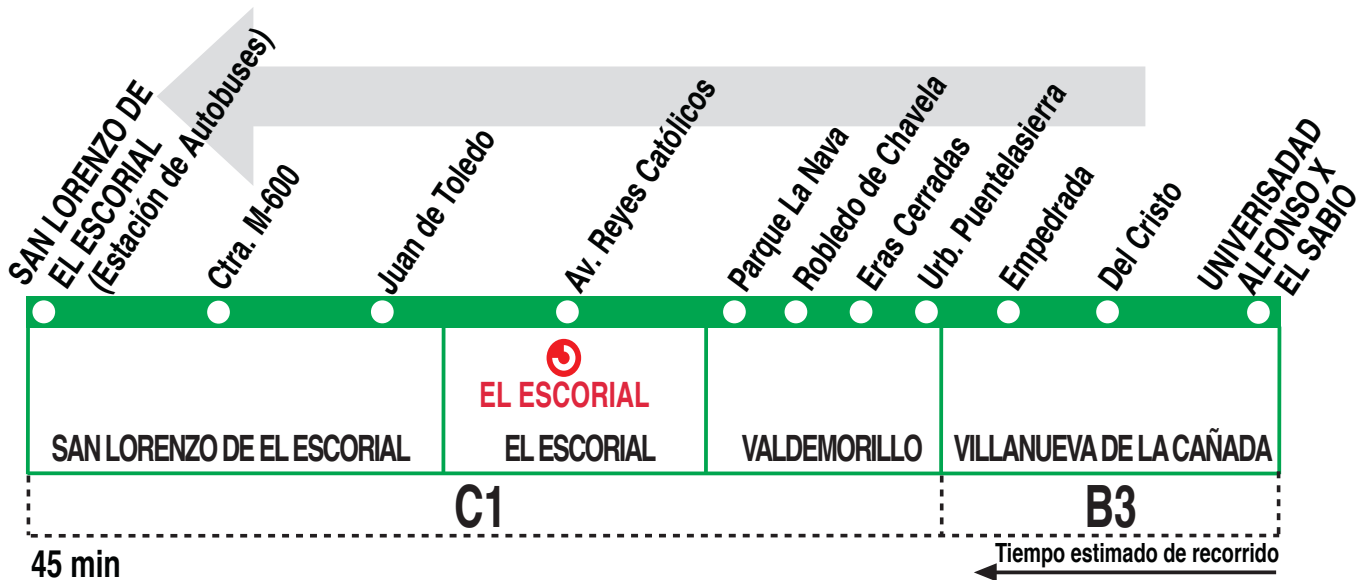 SAN LORENZO DE
EL ESCORIAL
(Estación de Autobuses)
Ctra. M-600
Juan de Toledo
Av. Reyes Católicos
Parque La Nava
Robledo de Chavela
Eras Cerradas
Urb. Puentelasierra
Empedrada
Del Cristo
UNIVERISADAD
ALFONSO X
EL SABIO
EL ESCORIAL
SAN LORENZO DE EL ESCORIAL
EL ESCORIAL
VALDEMORILLO
VILLANUEVA DE LA CAÑADA
C1
B3
45 min
Tiempo estimado de recorrido